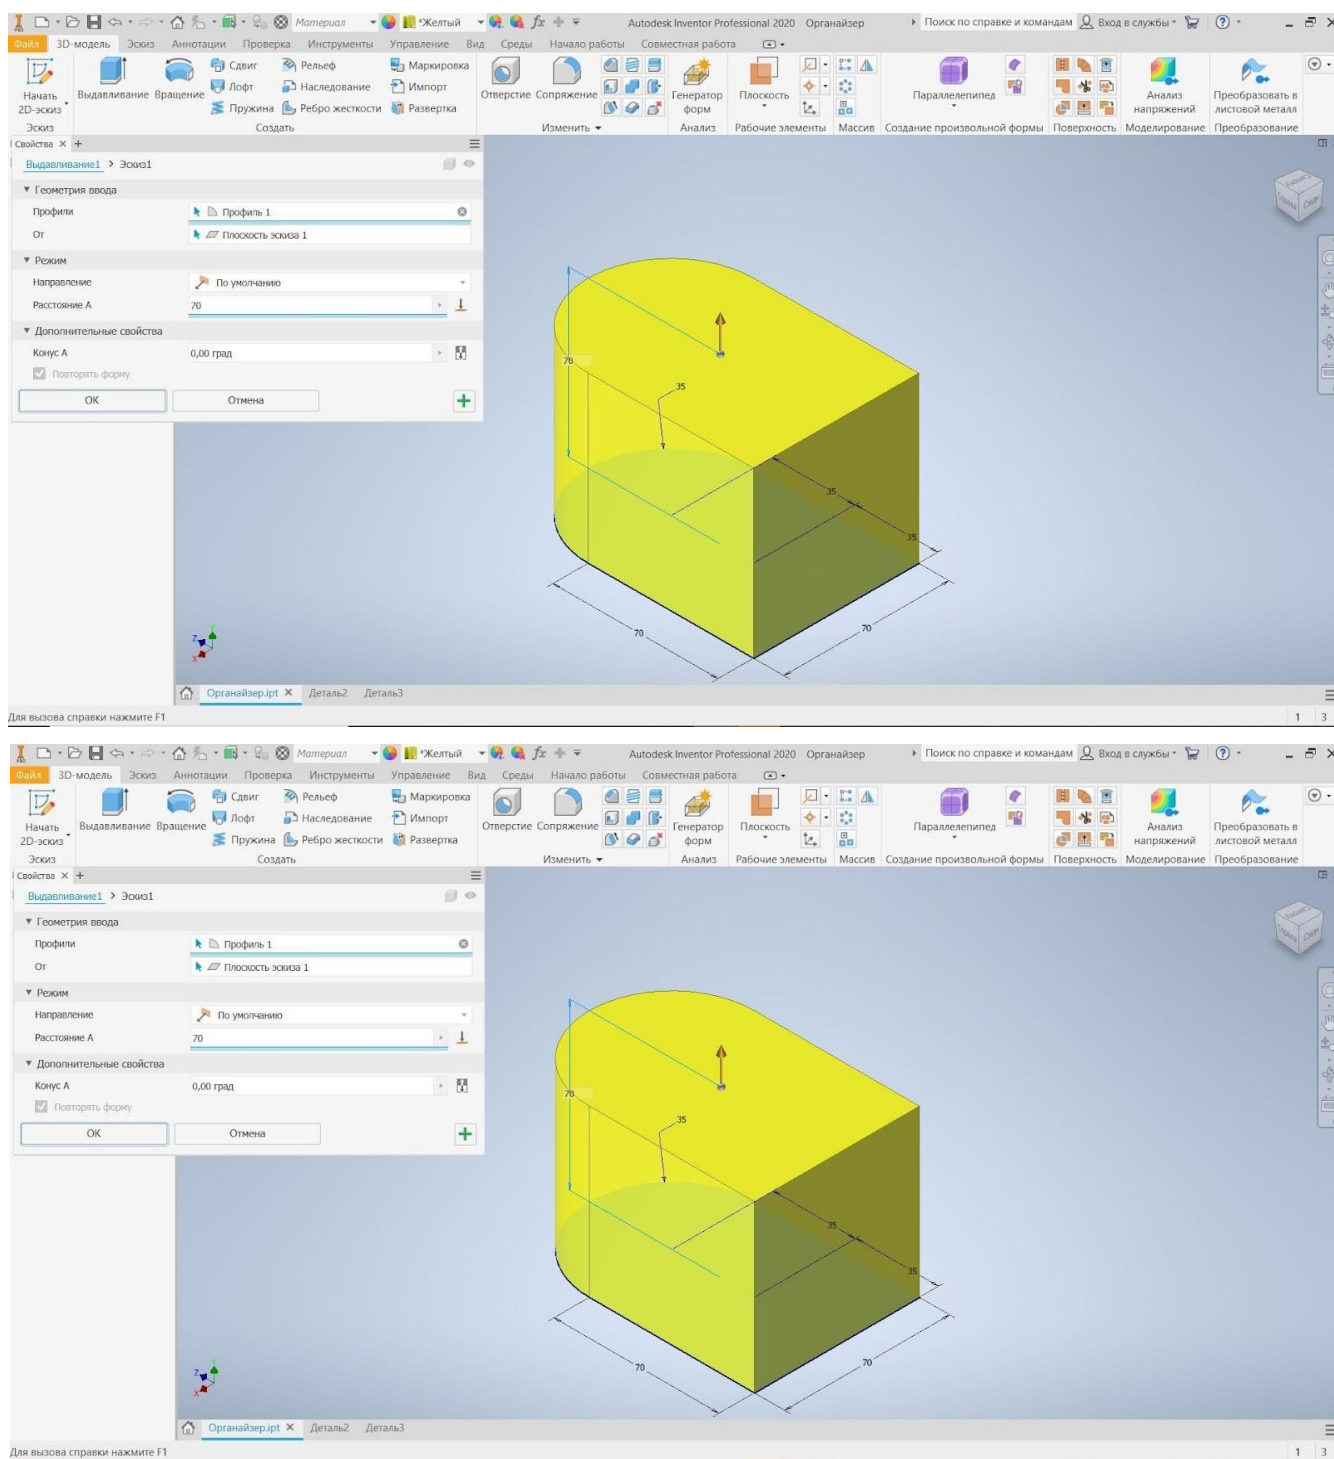 Материал *Желтый fx Autodesk Inventor Professional 2020 Органайзер Поиск по справке и командам Вход в службы
Файл 3D-модель Эскиз Аннотации Проверка Инструменты Управление Вид Среды Начало работы Совместная работа
Начать 2D-эскиз Выдавливание Вращение Сдвиг Лофт Пружина Рельеф Наследование Ребро жесткости Маркировка Импорт Развертка Отверстие Сопряжение Генератор форм Плоскость Параллелепипед Анализ напряжений Преобразовать в листовой металл
Эскиз Создать Изменить Анализ Рабочие элементы Массив Создание произвольной формы Поверхность Моделирование Преобразование
Свойства × +
Выдавливание1 > Эскиз1
Геометрия ввода
Профили Профиль 1
От Плоскость эскиза 1
Режим
Направление По умолчанию
Расстояние A 70
Дополнительные свойства
Конус A 0,00 град
Повторять форму
OK Отмена
70
35
35
35
70
70
Z Y X
Органайзер.ipt × Деталь2 Деталь3
Для вызова справки нажмите F1 1 3
Материал *Желтый fx Autodesk Inventor Professional 2020 Органайзер Поиск по справке и командам Вход в службы
Файл 3D-модель Эскиз Аннотации Проверка Инструменты Управление Вид Среды Начало работы Совместная работа
Начать 2D-эскиз Выдавливание Вращение Сдвиг Лофт Пружина Рельеф Наследование Ребро жесткости Маркировка Импорт Развертка Отверстие Сопряжение Генератор форм Плоскость Параллелепипед Анализ напряжений Преобразовать в листовой металл
Эскиз Создать Изменить Анализ Рабочие элементы Массив Создание произвольной формы Поверхность Моделирование Преобразование
Свойства × +
Выдавливание1 > Эскиз1
Геометрия ввода
Профили Профиль 1
От Плоскость эскиза 1
Режим
Направление По умолчанию
Расстояние A 70
Дополнительные свойства
Конус A 0,00 град
Повторять форму
OK Отмена
70
35
35
35
70
70
Z Y X
Органайзер.ipt × Деталь2 Деталь3
Для вызова справки нажмите F1 1 3